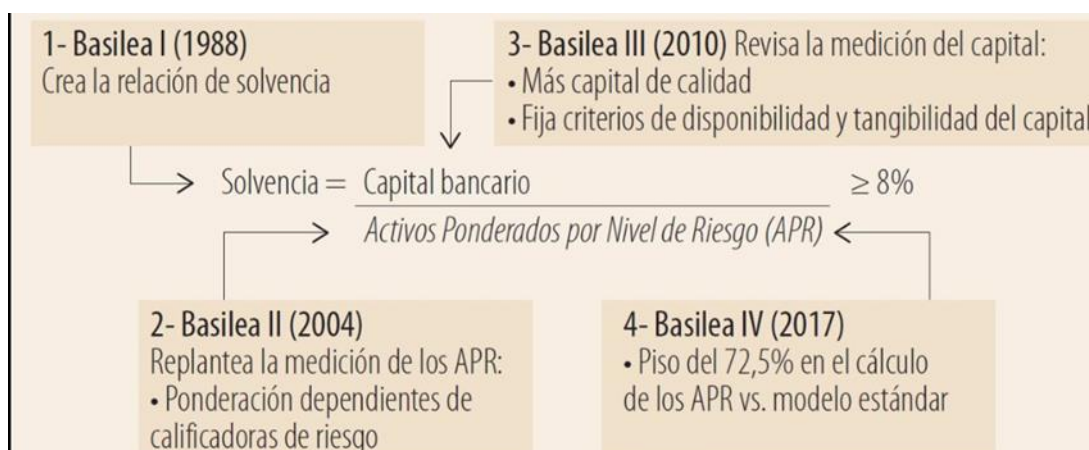 1- Basilea I (1988)
Crea la relación de solvencia
3- Basilea III (2010) Revisa la medición del capital:
• Más capital de calidad
• Fija criterios de disponibilidad y tangibilidad del capital
Solvencia = Capital bancario ≥ 8%
Activos Ponderados por Nivel de Riesgo (APR)
2- Basilea II (2004)
Replantea la medición de los APR:
• Ponderación dependientes de
calificadoras de riesgo
4- Basilea IV (2017)
• Piso del 72,5% en el cálculo
de los APR vs. modelo estándar